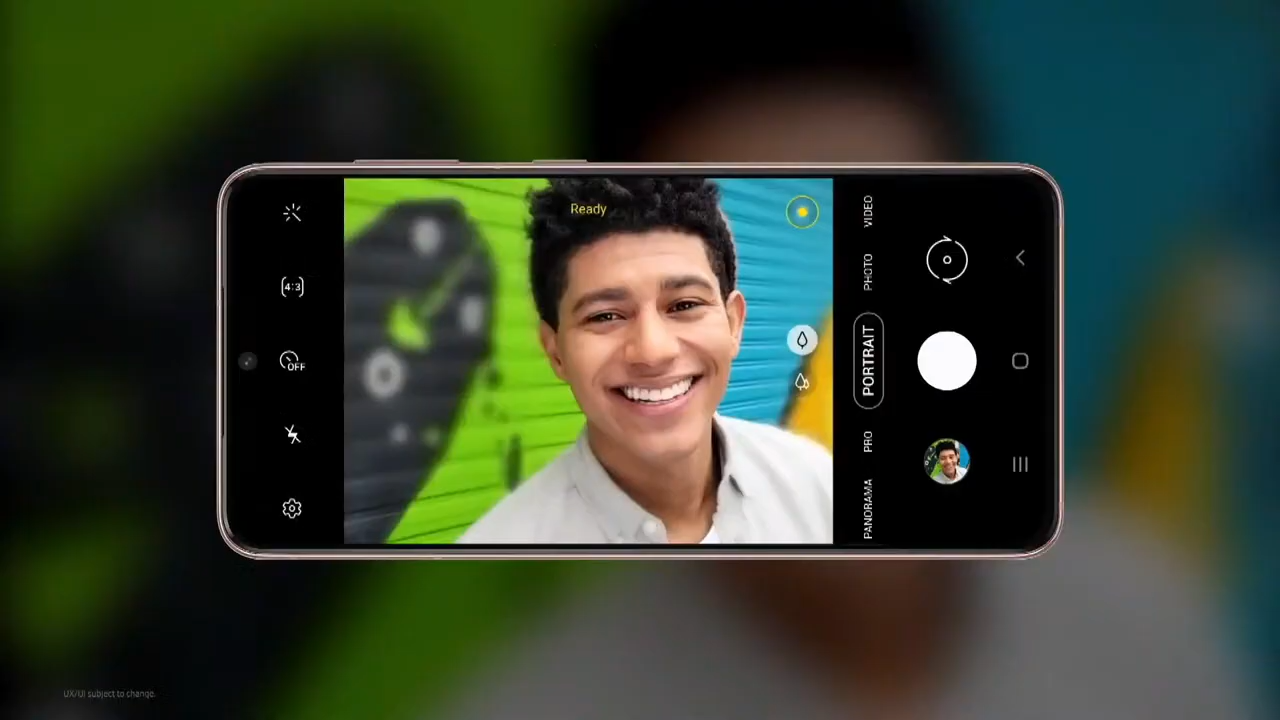 4:3
OFF
Ready
VIDEO
PHOTO
PORTRAIT
PRO
PANORAMA
UX/UI subject to change.